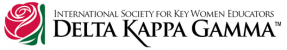 International Society for Key Women Educators
Delta Kappa Gamma™